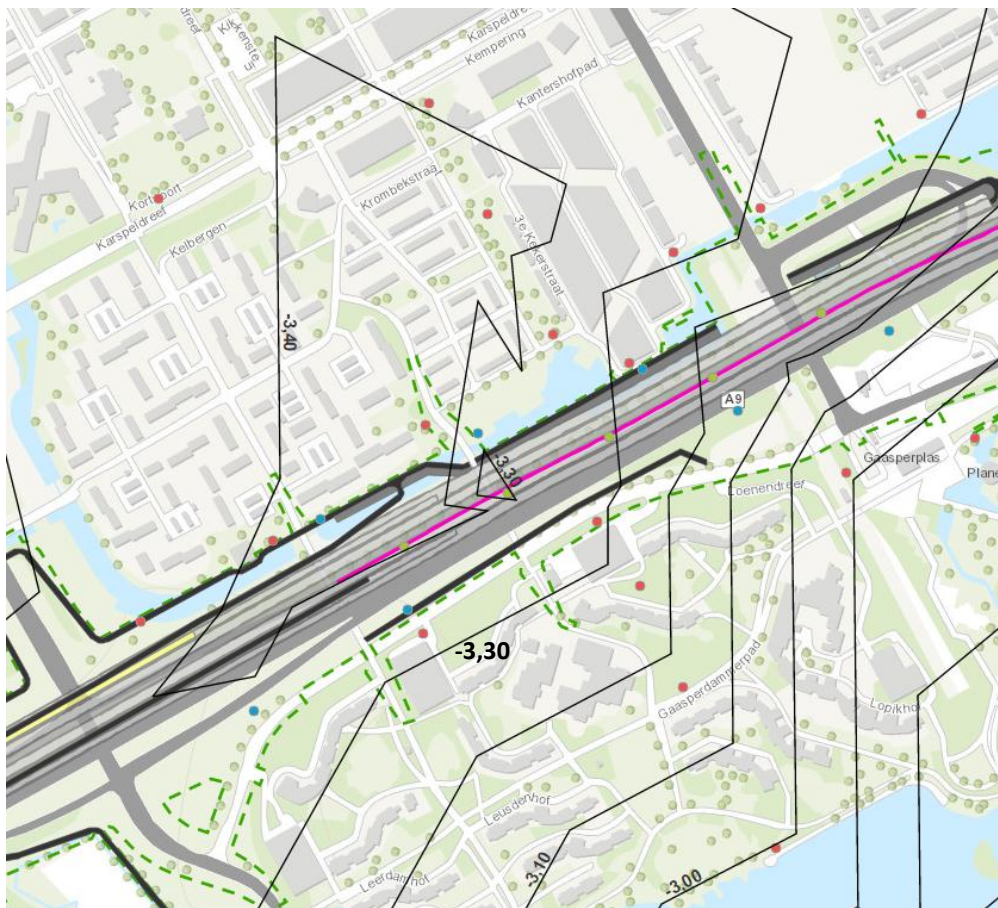 Karspeldreef
Kempering
Kantershofpad
Krombekstraat
Kortvoort
Karspeldreef
Kelbergen
3e Kekerstraat
-3,40
A9
-3,30
Gaasperplas
Loenendreef
-3,30
Gaasperdammerpad
Lopikhof
Leusdenhof
-3,10
Leerdamhof
-3,00